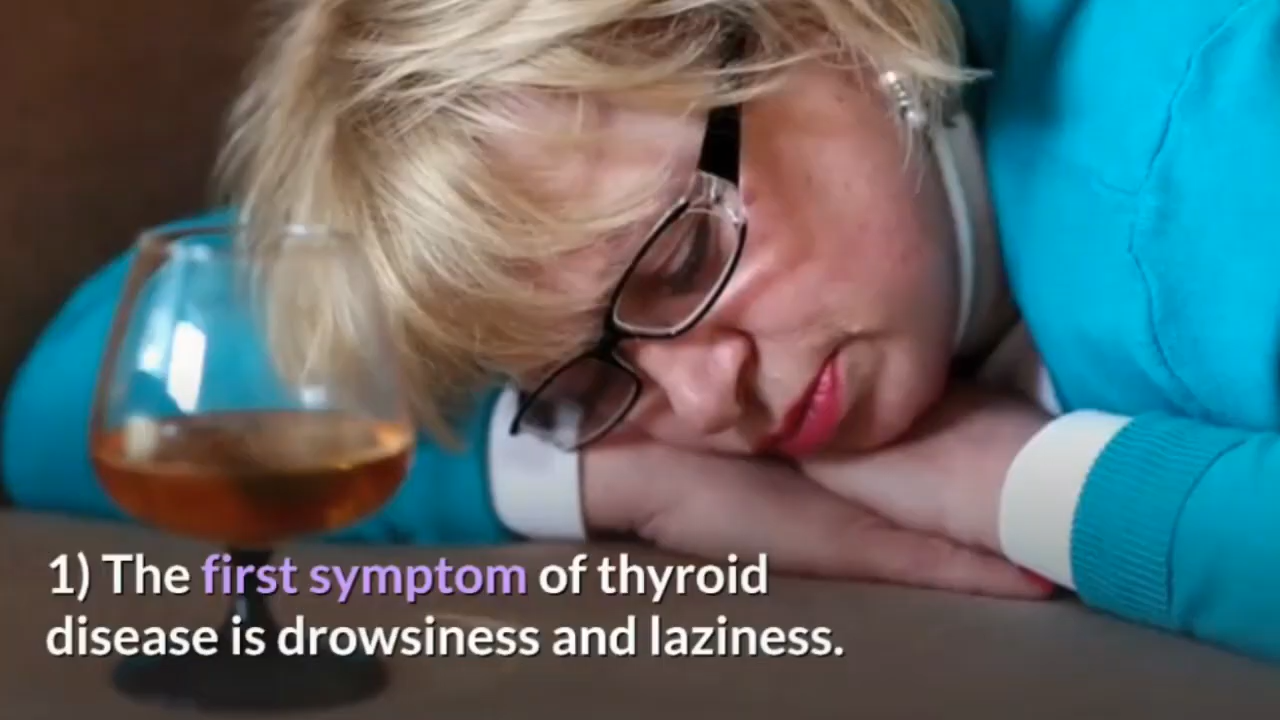 1) The first symptom of thyroid
disease is drowsiness and laziness.